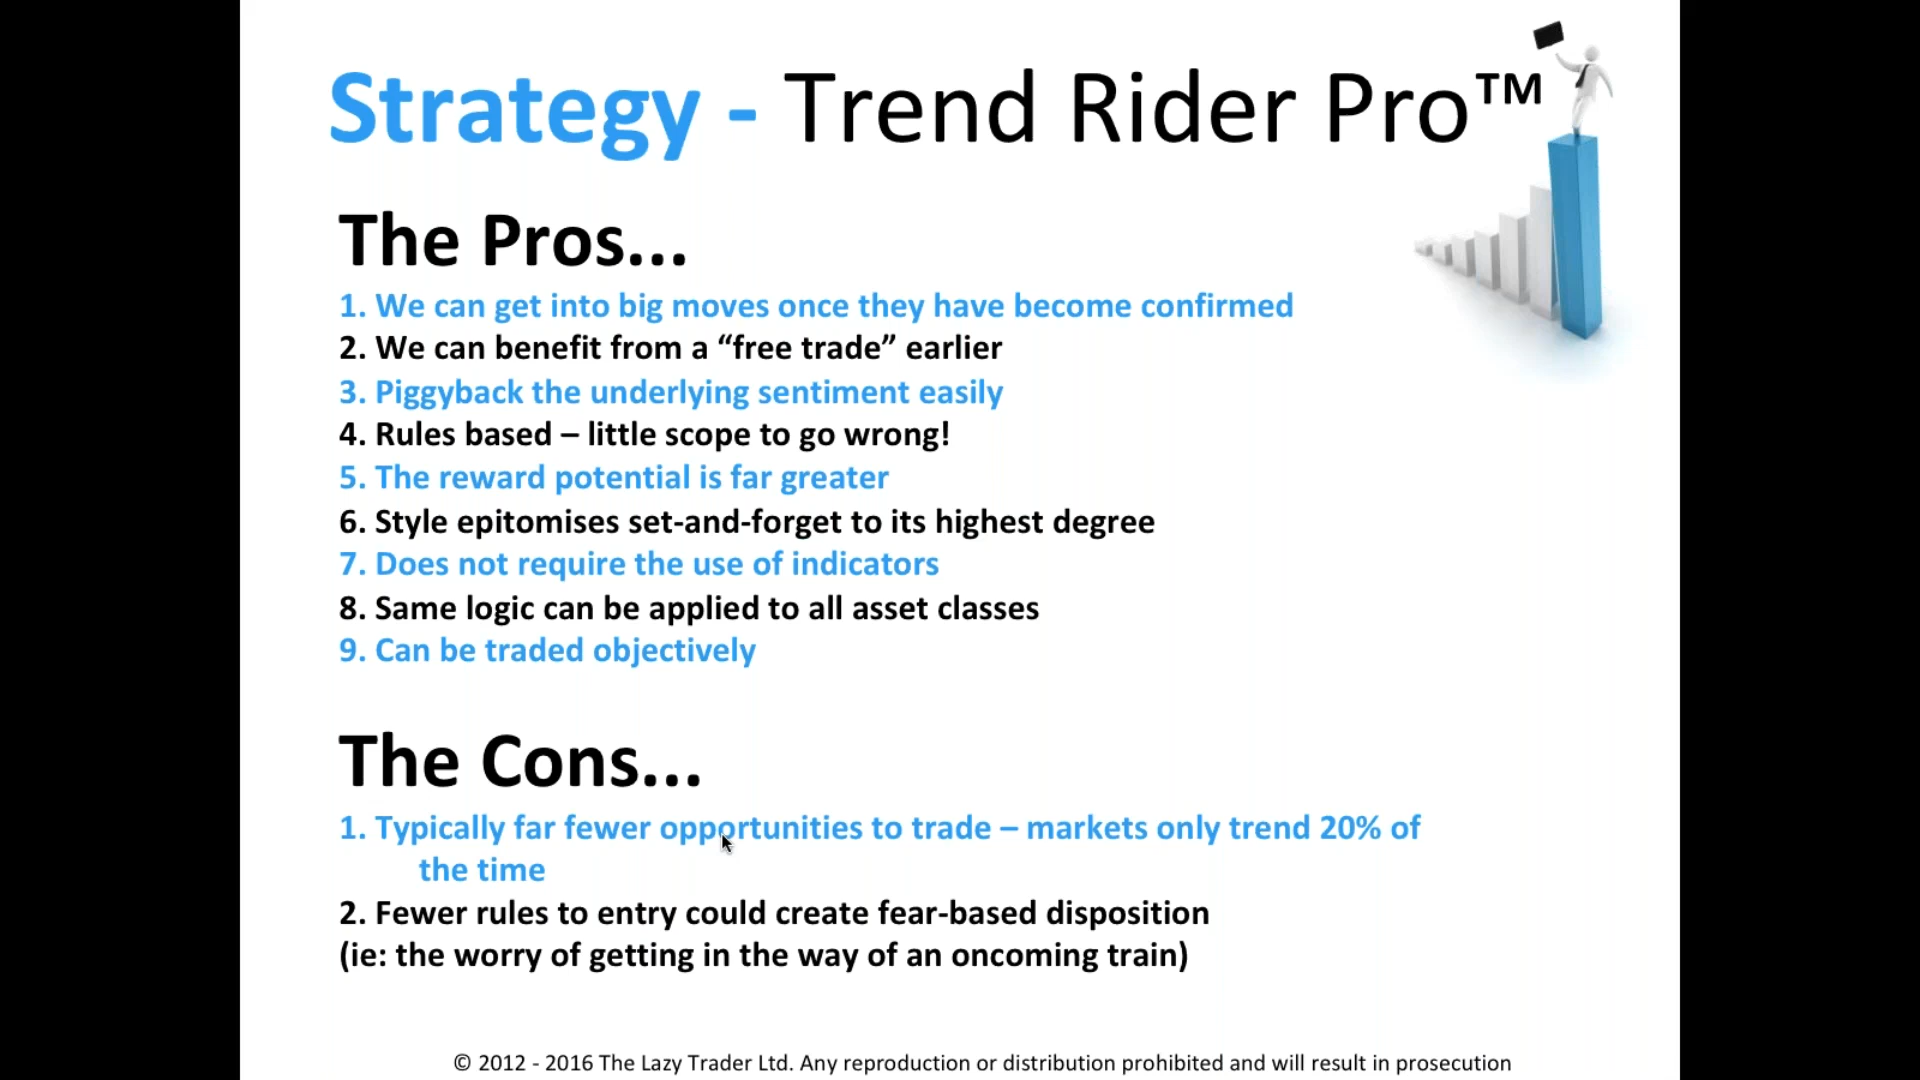 Strategy - Trend Rider Pro™
The Pros...
1. We can get into big moves once they have become confirmed
2. We can benefit from a “free trade” earlier
3. Piggyback the underlying sentiment easily
4. Rules based – little scope to go wrong!
5. The reward potential is far greater
6. Style epitomises set-and-forget to its highest degree
7. Does not require the use of indicators
8. Same logic can be applied to all asset classes
9. Can be traded objectively
The Cons...
1. Typically far fewer opportunities to trade – markets only trend 20% of
the time
2. Fewer rules to entry could create fear-based disposition
(ie: the worry of getting in the way of an oncoming train)
© 2012 - 2016 The Lazy Trader Ltd. Any reproduction or distribution prohibited and will result in prosecution